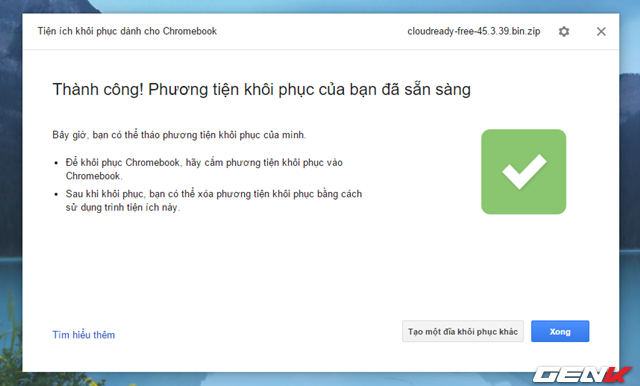 Tiện ích khôi phục dành cho Chromebook
cloudready-free-45.3.39.bin.zip
Thành công! Phương tiện khôi phục của bạn đã sẵn sàng
Bây giờ, bạn có thể tháo phương tiện khôi phục của mình.
• Để khôi phục Chromebook, hãy cắm phương tiện khôi phục vào
Chromebook.
• Sau khi khôi phục, bạn có thể xóa phương tiện khôi phục bằng cách
sử dụng trình tiện ích này.
Tìm hiểu thêm
Tạo một đĩa khôi phục khác
Xong
GENK